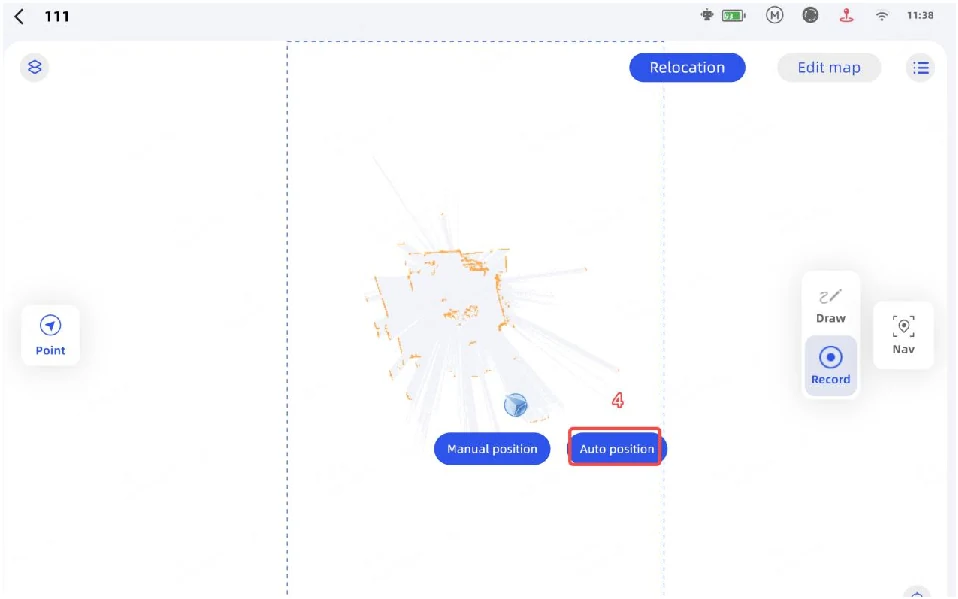 111
M
11:38
Relocation
Edit map
Point
Draw
Record
Nav
4
Manual position
Auto position